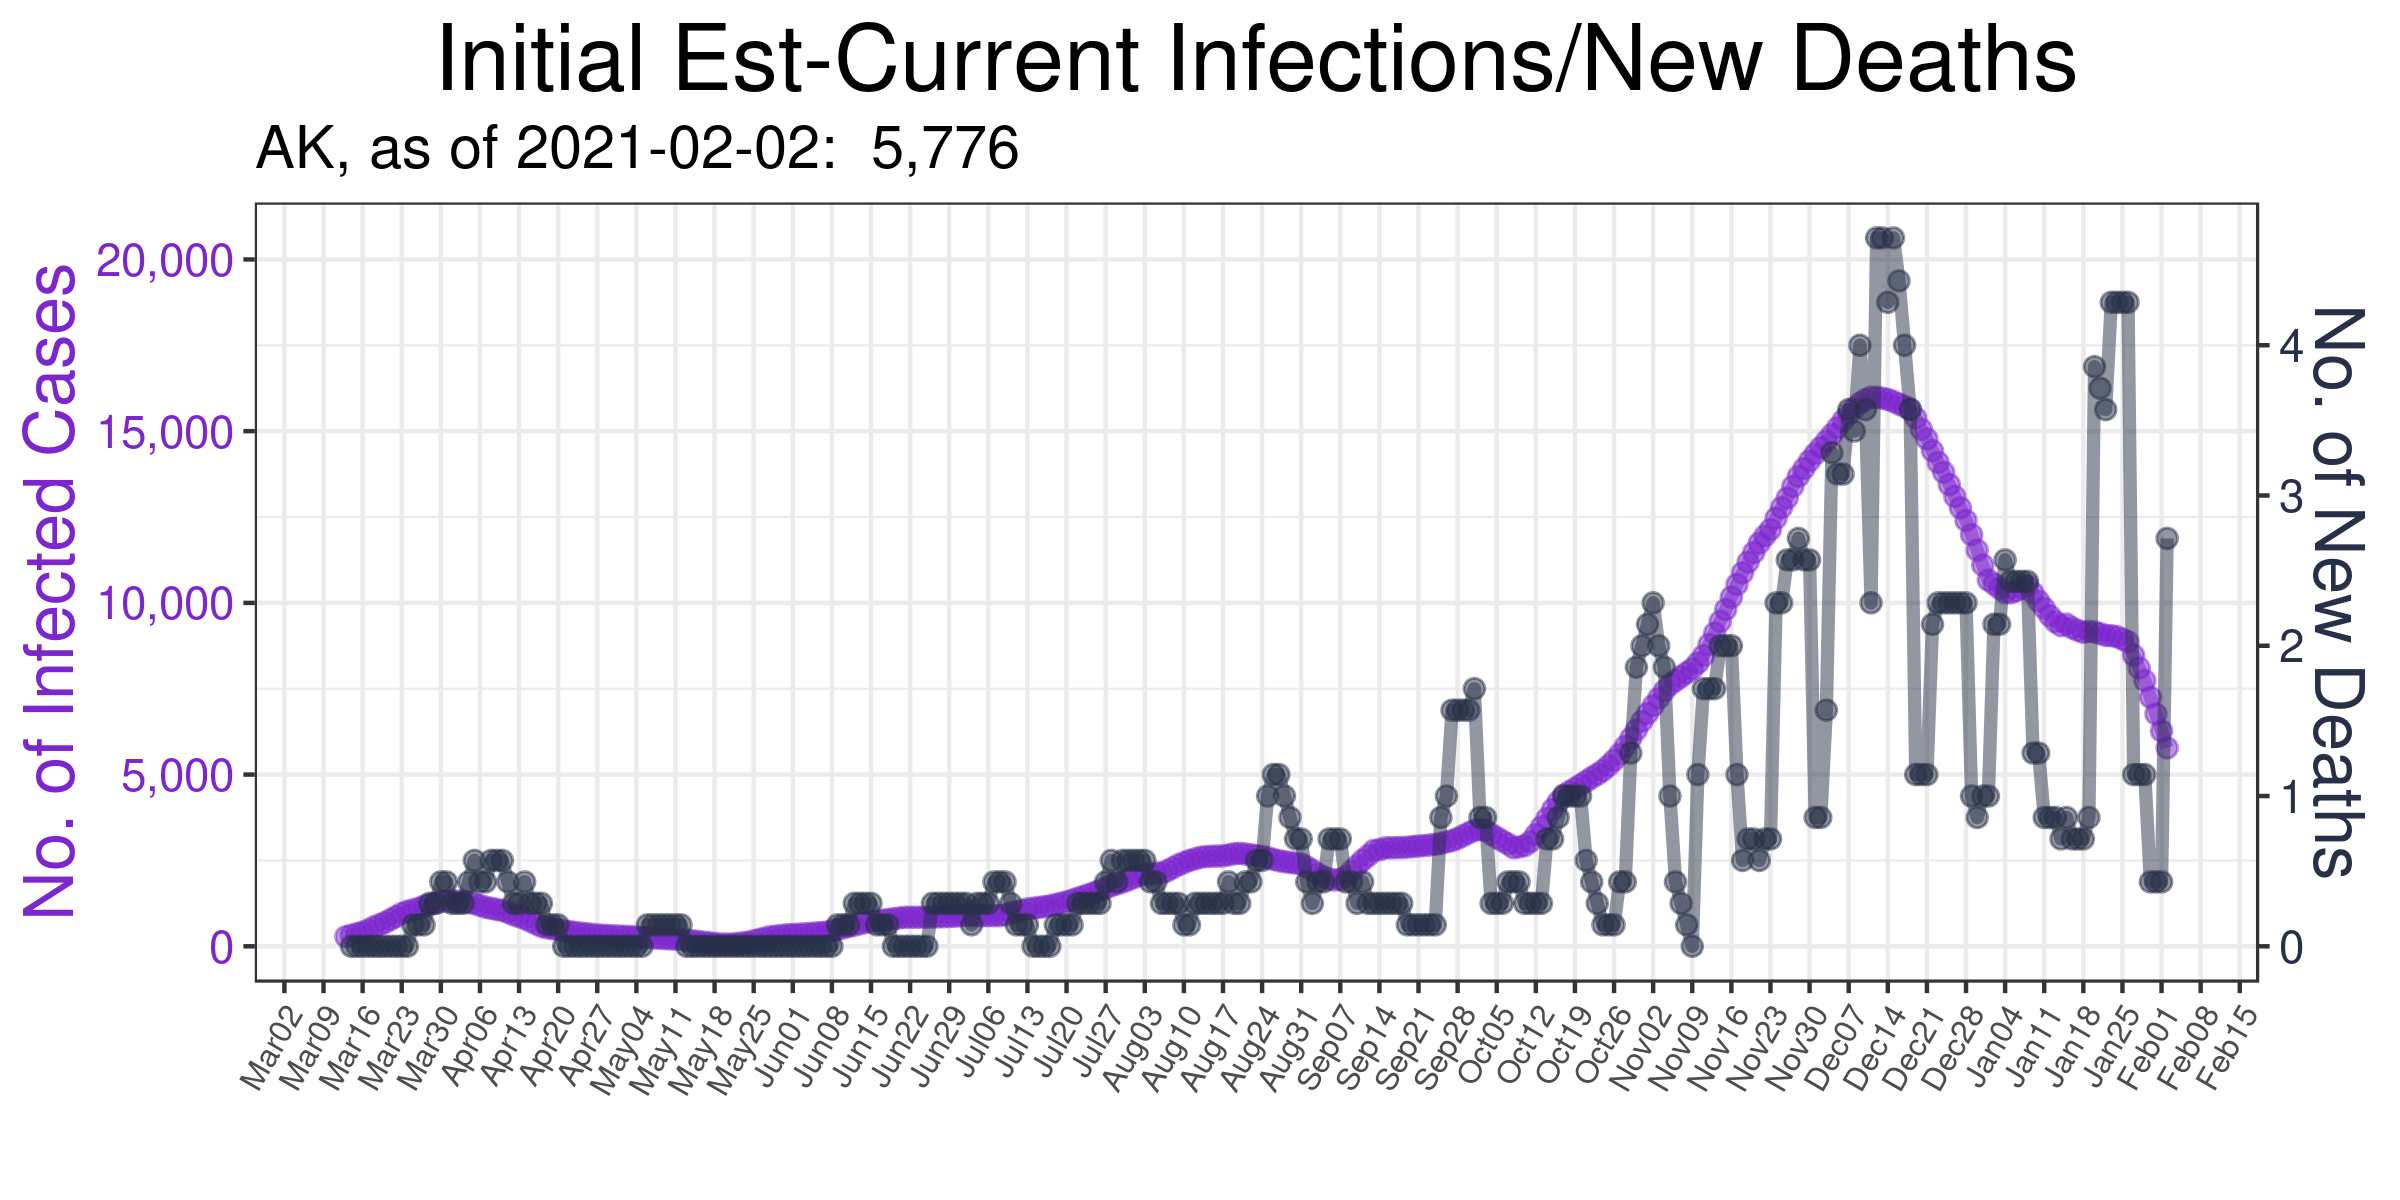 Initial Est-Current Infections/New Deaths
AK, as of 2021-02-02: 5,776
No. of Infected Cases
20,000
15,000
10,000
5,000
0
4
3
2
1
0
No. of New Deaths
Mar02
Mar09
Mar16
Mar23
Mar30
Apr06
Apr13
Apr20
Apr27
May04
May11
May18
May25
Jun01
Jun08
Jun15
Jun22
Jun29
Jul06
Jul13
Jul20
Jul27
Aug03
Aug10
Aug17
Aug24
Aug31
Sep07
Sep14
Sep21
Sep28
Oct05
Oct12
Oct19
Oct26
Nov02
Nov09
Nov16
Nov23
Nov30
Dec07
Dec14
Dec21
Dec28
Jan04
Jan11
Jan18
Jan25
Feb01
Feb08
Feb15